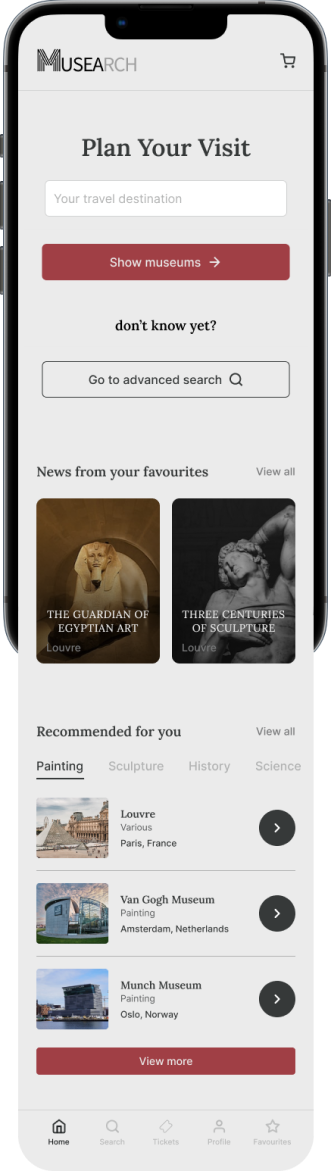 MUSEARCH
Plan Your Visit
Your travel destination
Show museums
don't know yet?
Go to advanced search
News from your favourites View all
THE GUARDIAN OF
EGYPTIAN ART
Louvre
THREE CENTURIES
OF SCULPTURE
Louvre
Recommended for you View all
Painting Sculpture History Science
Louvre
Various
Paris, France
Van Gogh Museum
Painting
Amsterdam, Netherlands
Munch Museum
Painting
Oslo, Norway
View more
Home Search Tickets Profile Favourites